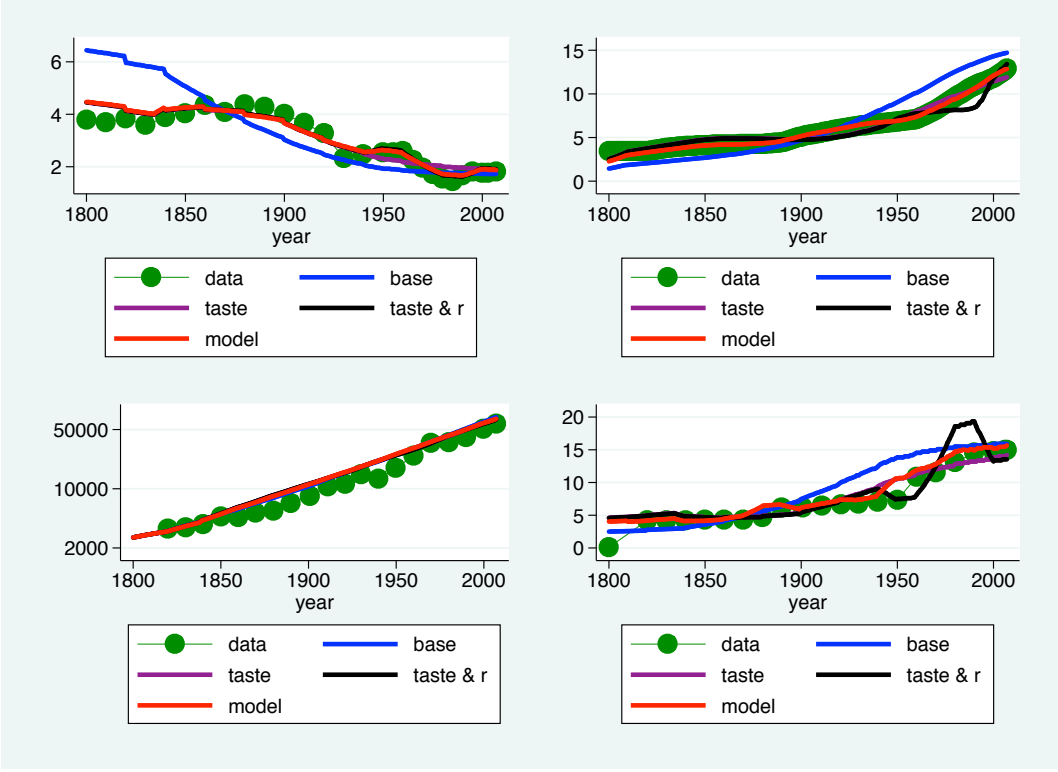 6
4
2
1800 1850 1900 1950 2000
year
data base
taste taste & r
model
15
10
5
0
1800 1850 1900 1950 2000
year
data base
taste taste & r
model
50000
10000
2000
1800 1850 1900 1950 2000
year
data base
taste taste & r
model
20
15
10
5
0
1800 1850 1900 1950 2000
year
data base
taste taste & r
model